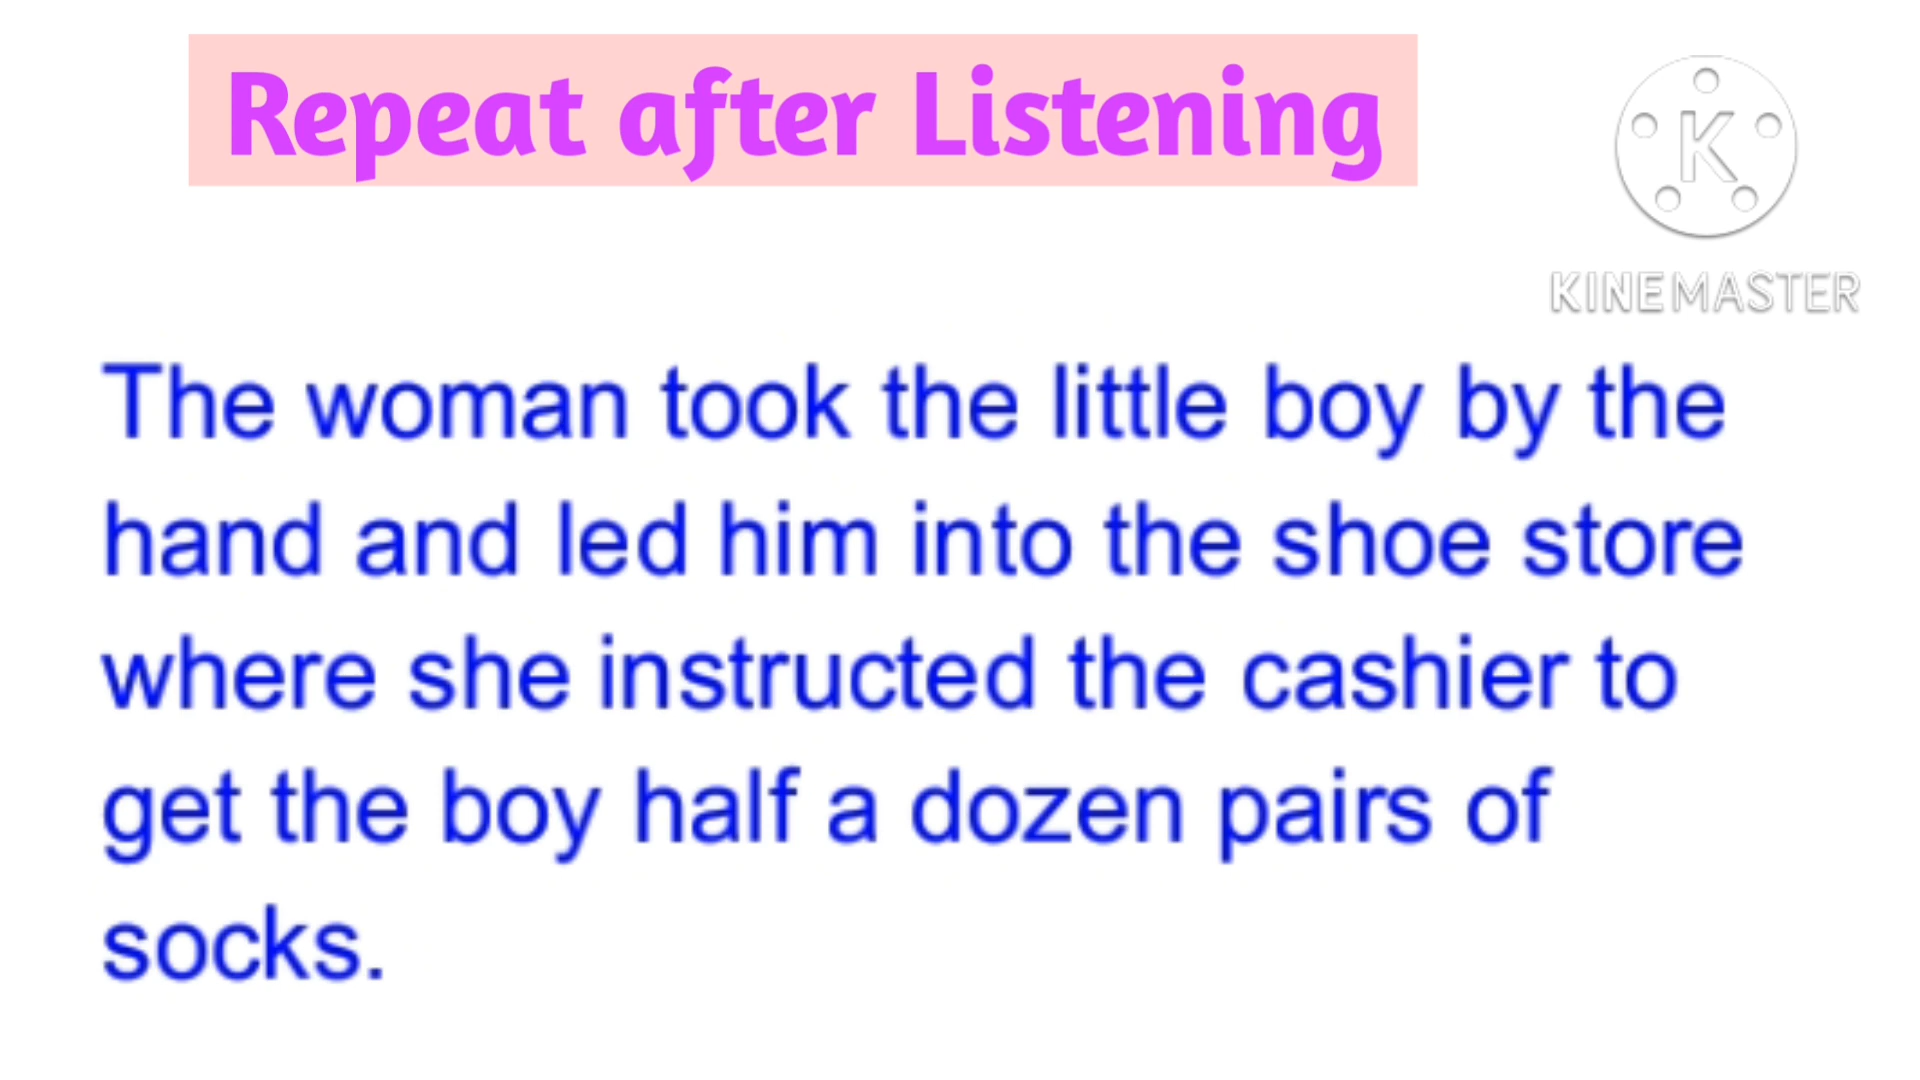 Repeat after Listening
K
KINEMASTER
The woman took the little boy by the
hand and led him into the shoe store
where she instructed the cashier to
get the boy half a dozen pairs of
socks.